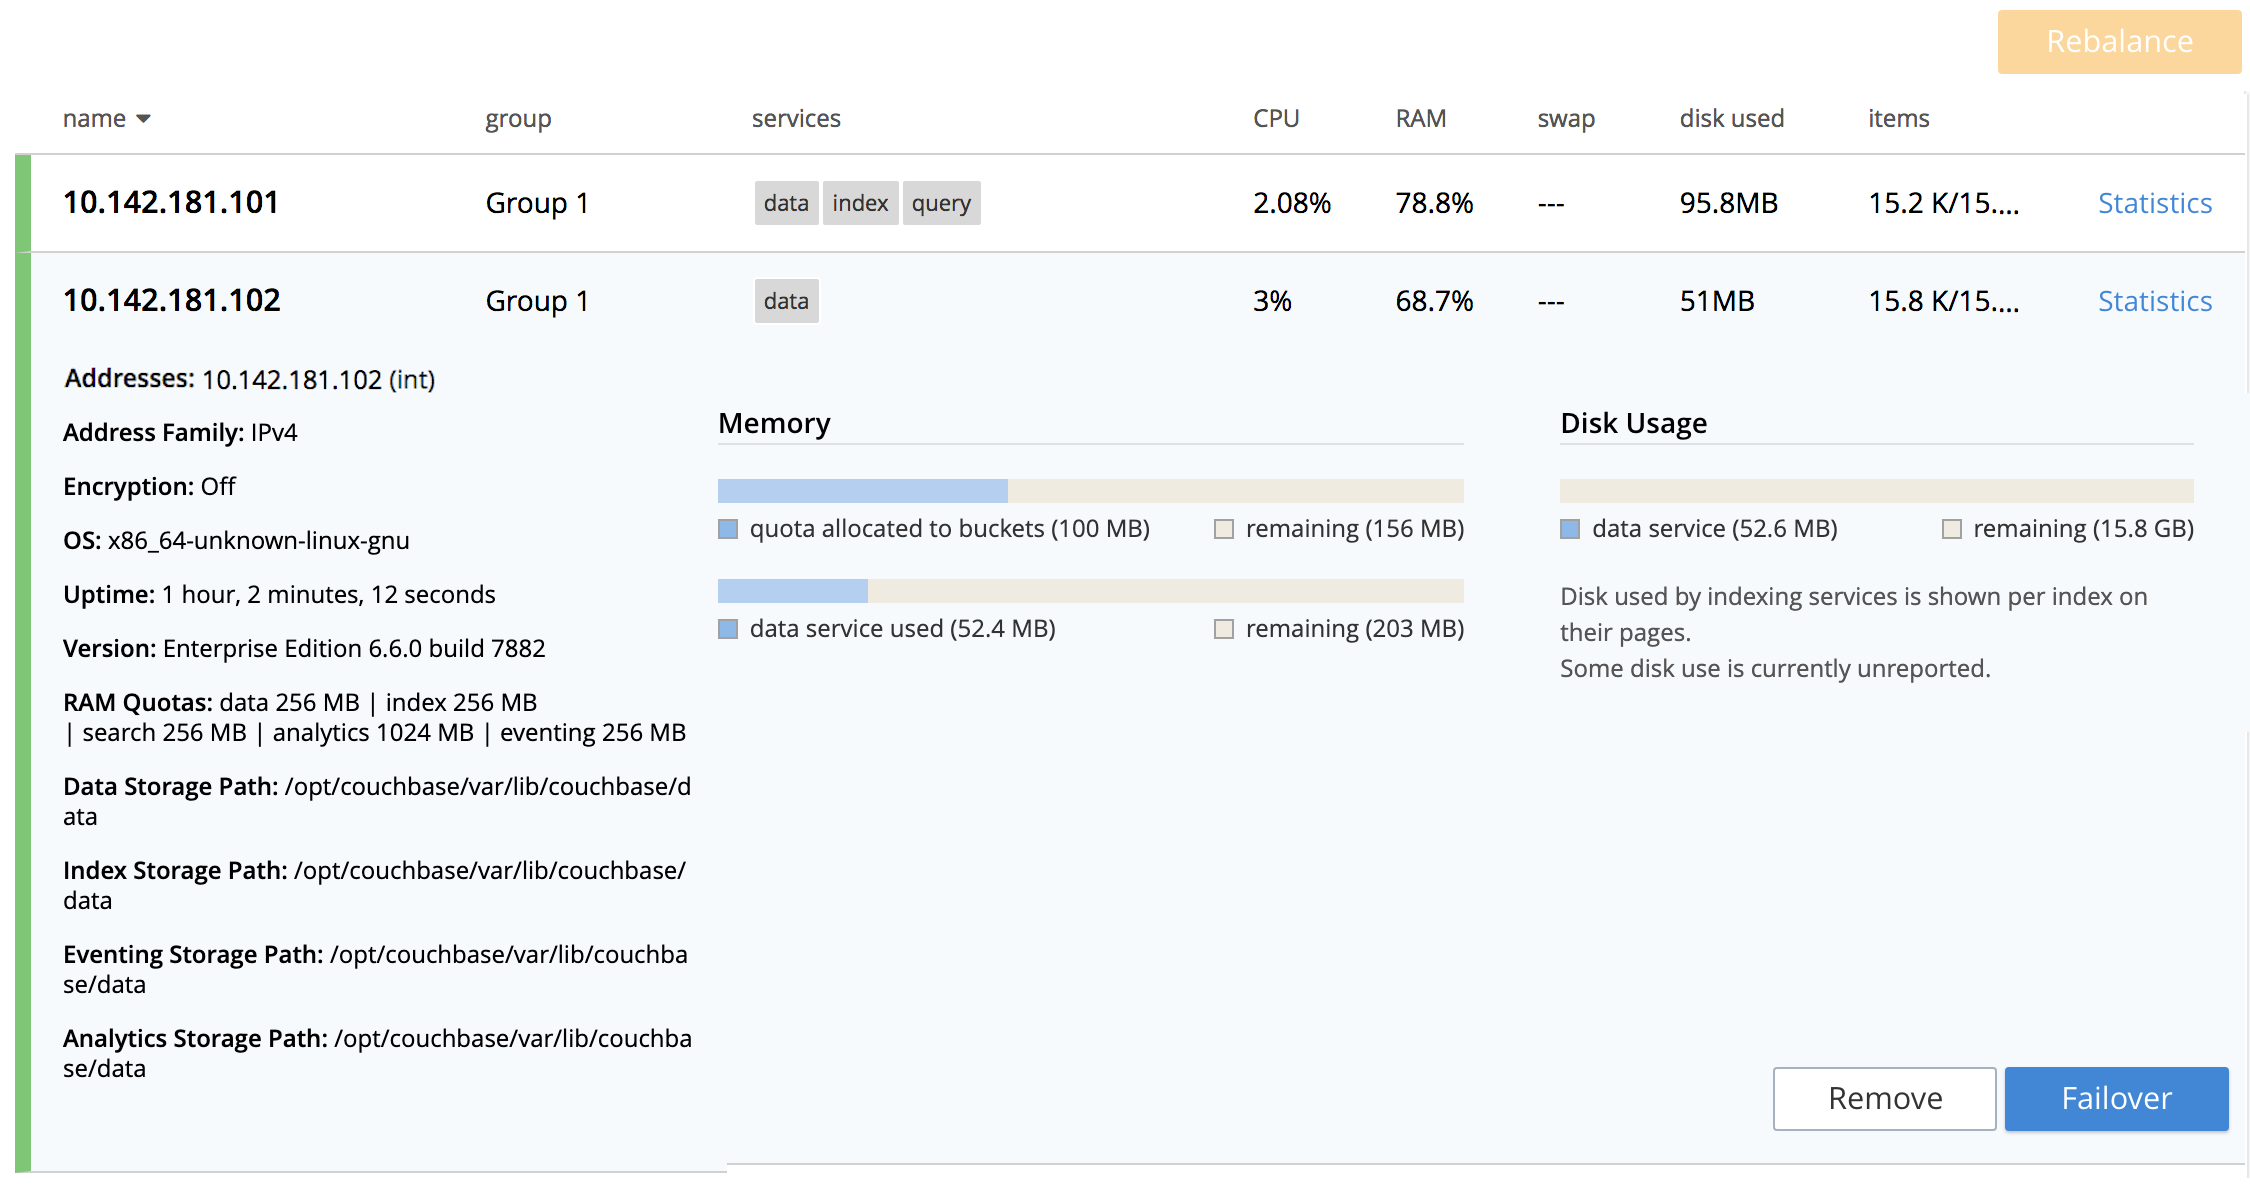 Rebalance
name group services CPU RAM swap disk used items
10.142.181.101 Group 1 data index query 2.08% 78.8% --- 95.8MB 15.2 K/15.... Statistics
10.142.181.102 Group 1 data 3% 68.7% --- 51MB 15.8 K/15.... Statistics
Addresses: 10.142.181.102 (int)
Address Family: IPv4
Encryption: Off
OS: x86_64-unknown-linux-gnu
Uptime: 1 hour, 2 minutes, 12 seconds
Version: Enterprise Edition 6.6.0 build 7882
RAM Quotas: data 256 MB | index 256 MB
| search 256 MB | analytics 1024 MB | eventing 256 MB
Data Storage Path: /opt/couchbase/var/lib/couchbase/d
ata
Index Storage Path: /opt/couchbase/var/lib/couchbase/
data
Eventing Storage Path: /opt/couchbase/var/lib/couchba
se/data
Analytics Storage Path: /opt/couchbase/var/lib/couchba
se/data
Memory
quota allocated to buckets (100 MB) remaining (156 MB)
data service used (52.4 MB) remaining (203 MB)
Disk Usage
data service (52.6 MB) remaining (15.8 GB)
Disk used by indexing services is shown per index on
their pages.
Some disk use is currently unreported.
Remove Failover